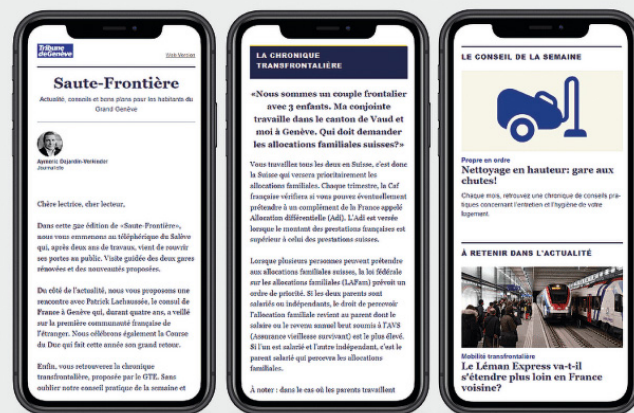 Tribune
de Genève
Web Version
Saute-Frontière
Actualité, conseils et bons plans pour les habitants du
Grand Genève
Aymeric Dejardin-Verkinder
Journaliste
Chère lectrice, cher lecteur,
Dans cette 52e édition de «Saute-Frontière»,
nous vous emmenons au téléphérique du Salève
qui, après deux ans de travaux, vient de rouvrir
ses portes au public. Visite guidée des deux gares
rénovées et des nouveautés proposées.
Du côté de l'actualité, nous vous proposons une
rencontre avec Patrick Lachaussée, le consul de
France à Genève qui, durant quatre ans, a veillé
sur la première communauté française de
l'étranger. Nous célébrons également la Course
du Duc qui fait cette année son grand retour.
Enfin, vous retrouverez la chronique
transfrontalière, proposée par le GTE. Sans
oublier notre conseil pratique de la semaine et
LA CHRONIQUE
TRANSFRONTALIÈRE
«Nous sommes un couple frontalier
avec 3 enfants. Ma conjointe
travaille dans le canton de Vaud et
moi à Genève. Qui doit demander
les allocations familiales suisses?»
Vous travaillez tous les deux en Suisse, c'est donc
la Suisse qui versera prioritairement les
allocations familiales. Chaque trimestre, la Caf
française vérifiera si vous pouvez éventuellement
prétendre à un complément de la France appelé
Allocation différentielle (Adi). L'Adi est versée
lorsque le montant des prestations françaises est
supérieur à celui des prestations suisses.
Lorsque plusieurs personnes peuvent prétendre
aux allocations familiales suisses, la loi fédérale
sur les allocations familiales (LAFam) prévoit un
ordre de priorité. Si les deux parents sont
salariés ou indépendants, le droit de percevoir
l'allocation familiale revient au parent dont le
salaire ou le revenu annuel brut soumis à l'AVS
(Assurance vieillesse survivant) est le plus élevé.
Si l'un est salarié et l'autre indépendant, c'est le
parent salarié qui percevra les allocations
familiales.
À noter : dans le cas où les parents travaillent
LE CONSEIL DE LA SEMAINE
Propre en ordre
Nettoyage en hauteur: gare aux
chutes!
Chaque mois, retrouvez une chronique de conseils pra-
tiques concernant l'entretien et l'hygiène de votre
logement.
À RETENIR DANS L'ACTUALITÉ
Mobilité transfrontalière
Le Léman Express va-t-il
s'étendre plus loin en France
voisine?